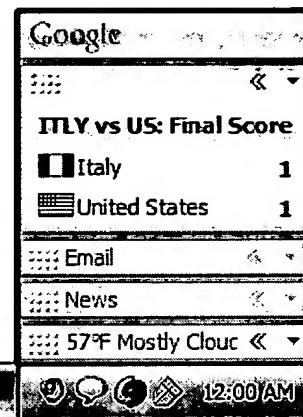 Google
ITLY vs US: Final Score
Italy 1
United States 1
Email
News
57°F Mostly Clouc
12:00 AM